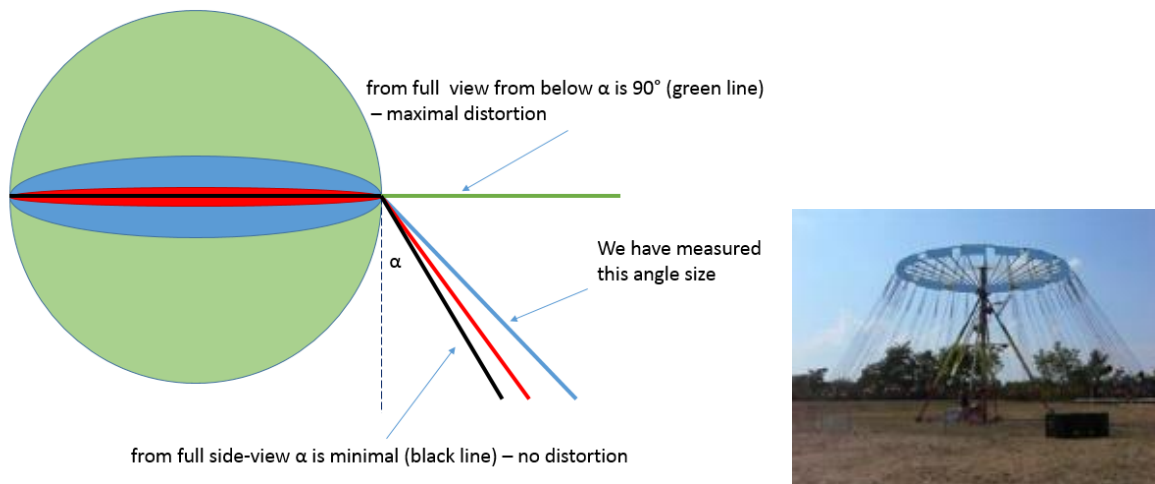 from full  view from below α is 90° (green line)
– maximal distortion
We have measured
this angle size
α
from full side-view α is minimal (black line) – no distortion